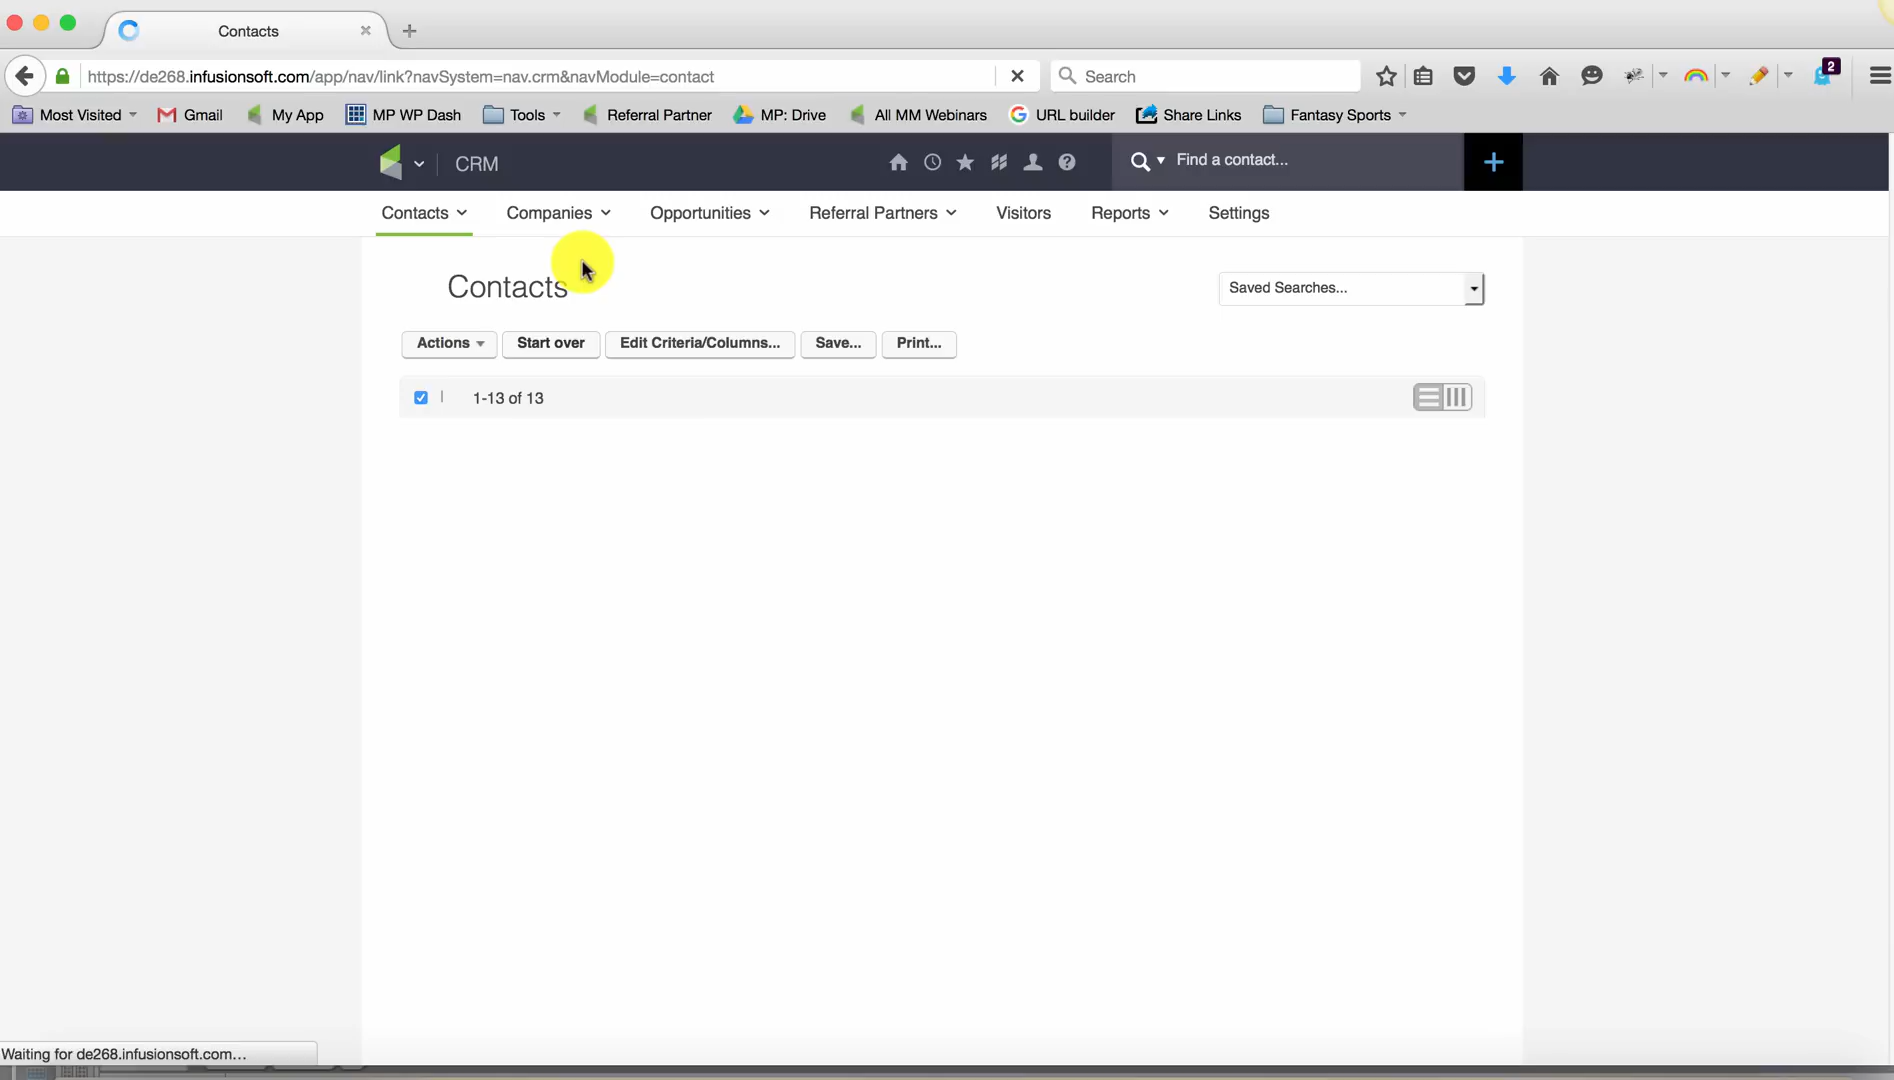 Contacts
https://de268.infusionsoft.com/app/nav/link?navSystem=nav.crm&navModule=contact
Search
2
Most Visited
Gmail
My App
MP WP Dash
Tools
Referral Partner
MP: Drive
All MM Webinars
URL builder
Share Links
Fantasy Sports
CRM
Find a contact...
Contacts
Companies
Opportunities
Referral Partners
Visitors
Reports
Settings
Contacts
Saved Searches...
Actions
Start over
Edit Criteria/Columns...
Save...
Print...
1-13 of 13
Waiting for de268.infusionsoft.com...